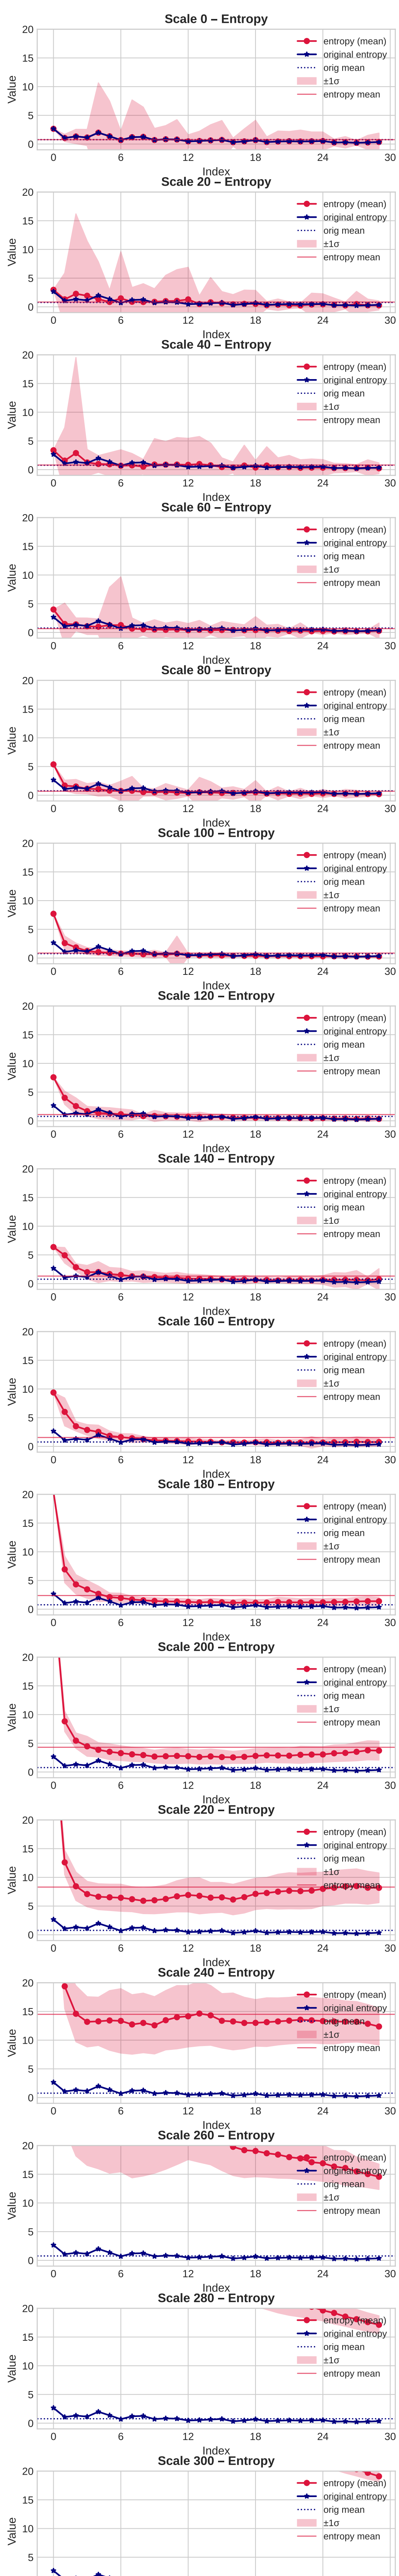 Scale 0 – Entropy
20
15
10
5
0
Value
entropy (mean)
original entropy
orig mean
±1σ
entropy mean
0 6 12 18 24 30
Index
Scale 20 – Entropy
20
15
10
5
0
Value
entropy (mean)
original entropy
orig mean
±1σ
entropy mean
0 6 12 18 24 30
Index
Scale 40 – Entropy
20
15
10
5
0
Value
entropy (mean)
original entropy
orig mean
±1σ
entropy mean
0 6 12 18 24 30
Index
Scale 60 – Entropy
20
15
10
5
0
Value
entropy (mean)
original entropy
orig mean
±1σ
entropy mean
0 6 12 18 24 30
Index
Scale 80 – Entropy
20
15
10
5
0
Value
entropy (mean)
original entropy
orig mean
±1σ
entropy mean
0 6 12 18 24 30
Index
Scale 100 – Entropy
20
15
10
5
0
Value
entropy (mean)
original entropy
orig mean
±1σ
entropy mean
0 6 12 18 24 30
Index
Scale 120 – Entropy
20
15
10
5
0
Value
entropy (mean)
original entropy
orig mean
±1σ
entropy mean
0 6 12 18 24 30
Index
Scale 140 – Entropy
20
15
10
5
0
Value
entropy (mean)
original entropy
orig mean
±1σ
entropy mean
0 6 12 18 24 30
Index
Scale 160 – Entropy
20
15
10
5
0
Value
entropy (mean)
original entropy
orig mean
±1σ
entropy mean
0 6 12 18 24 30
Index
Scale 180 – Entropy
20
15
10
5
0
Value
entropy (mean)
original entropy
orig mean
±1σ
entropy mean
0 6 12 18 24 30
Index
Scale 200 – Entropy
20
15
10
5
0
Value
entropy (mean)
original entropy
orig mean
±1σ
entropy mean
0 6 12 18 24 30
Index
Scale 220 – Entropy
20
15
10
5
0
Value
entropy (mean)
original entropy
orig mean
±1σ
entropy mean
0 6 12 18 24 30
Index
Scale 240 – Entropy
20
15
10
5
0
Value
entropy (mean)
original entropy
orig mean
±1σ
entropy mean
0 6 12 18 24 30
Index
Scale 260 – Entropy
20
15
10
5
0
Value
entropy (mean)
original entropy
orig mean
±1σ
entropy mean
0 6 12 18 24 30
Index
Scale 280 – Entropy
20
15
10
5
0
Value
entropy (mean)
original entropy
orig mean
±1σ
entropy mean
0 6 12 18 24 30
Index
Scale 300 – Entropy
20
15
10
5
Value
entropy (mean)
original entropy
orig mean
±1σ
entropy mean